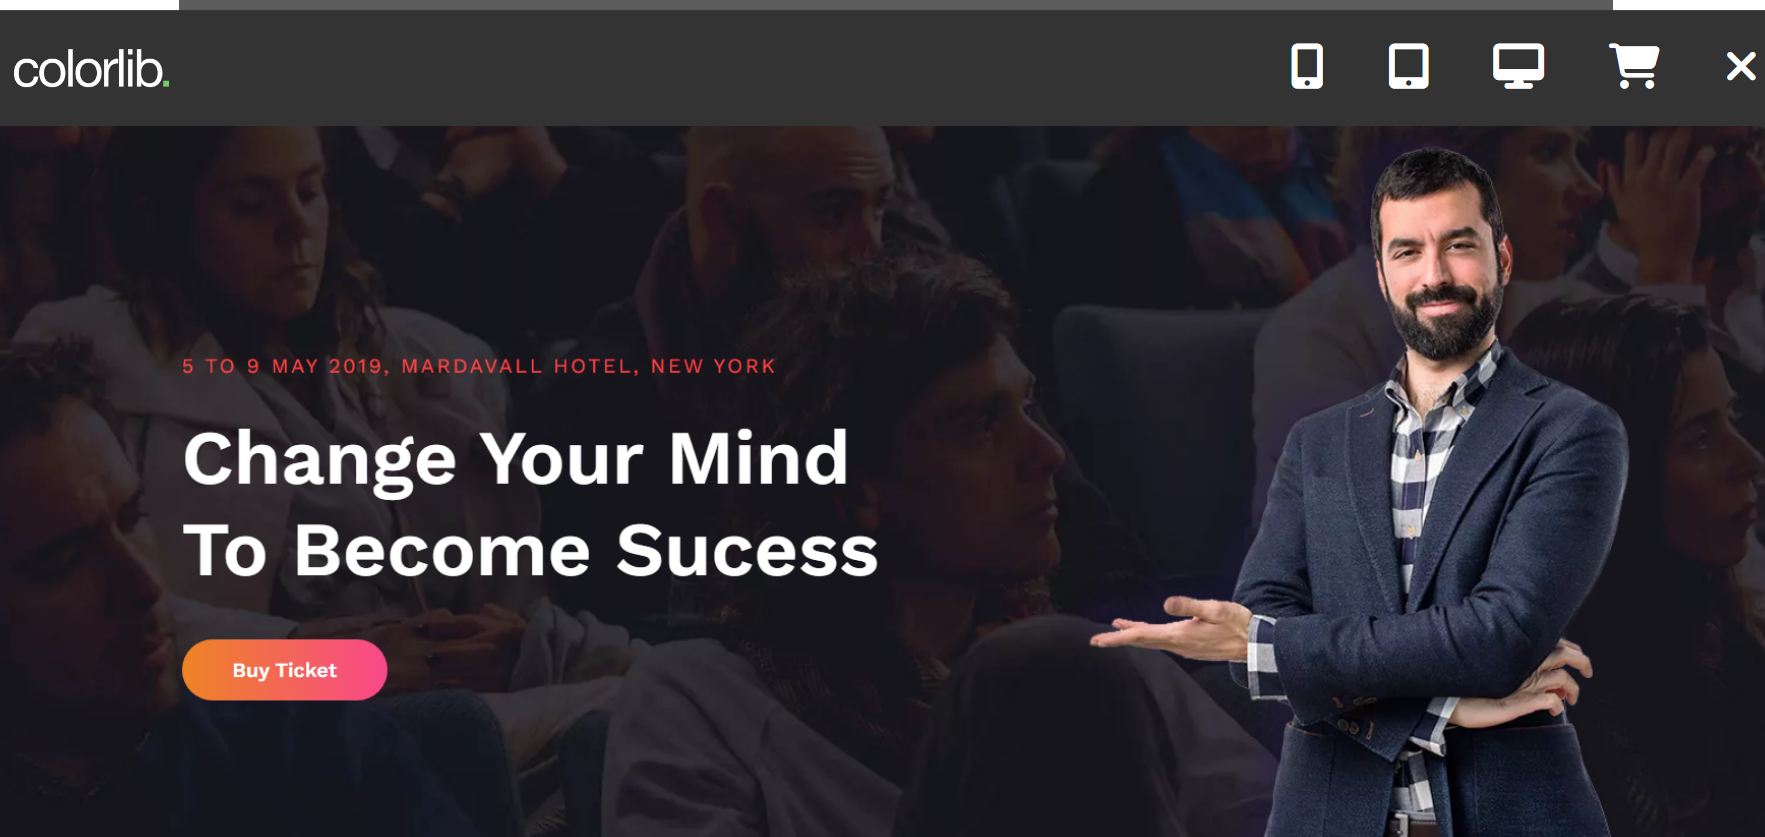 colorlib.
5 TO 9 MAY 2019, MARDAVALL HOTEL, NEW YORK
Change Your Mind
To Become Sucess
Buy Ticket